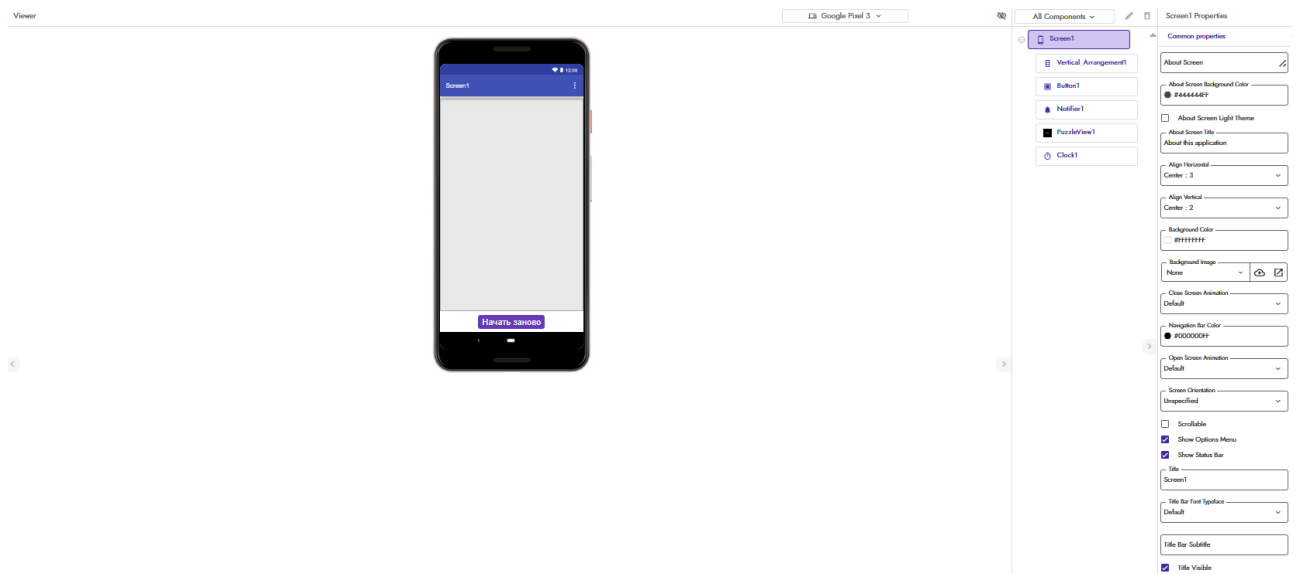 Viewer
Google Pixel 3
All Components
Screen1 Properties
12:00
Screen1
Начать заново
Screen1
Vertical_Arrangement1
Button1
Notifier1
PuzzleView1
Clock1
Common properties
About Screen
About Screen Background Color
#444444FF
About Screen Light Theme
About Screen Title
About this application
Align Horizontal
Center : 3
Align Vertical
Center : 2
Background Color
#FFFFFFFF
Background Image
None
Close Screen Animation
Default
Navigation Bar Color
#000000FF
Open Screen Animation
Default
Screen Orientation
Unspecified
Scrollable
Show Options Menu
Show Status Bar
Title
Screen1
Title Bar Font Typeface
Default
Title Bar Subtitle
Title Visible